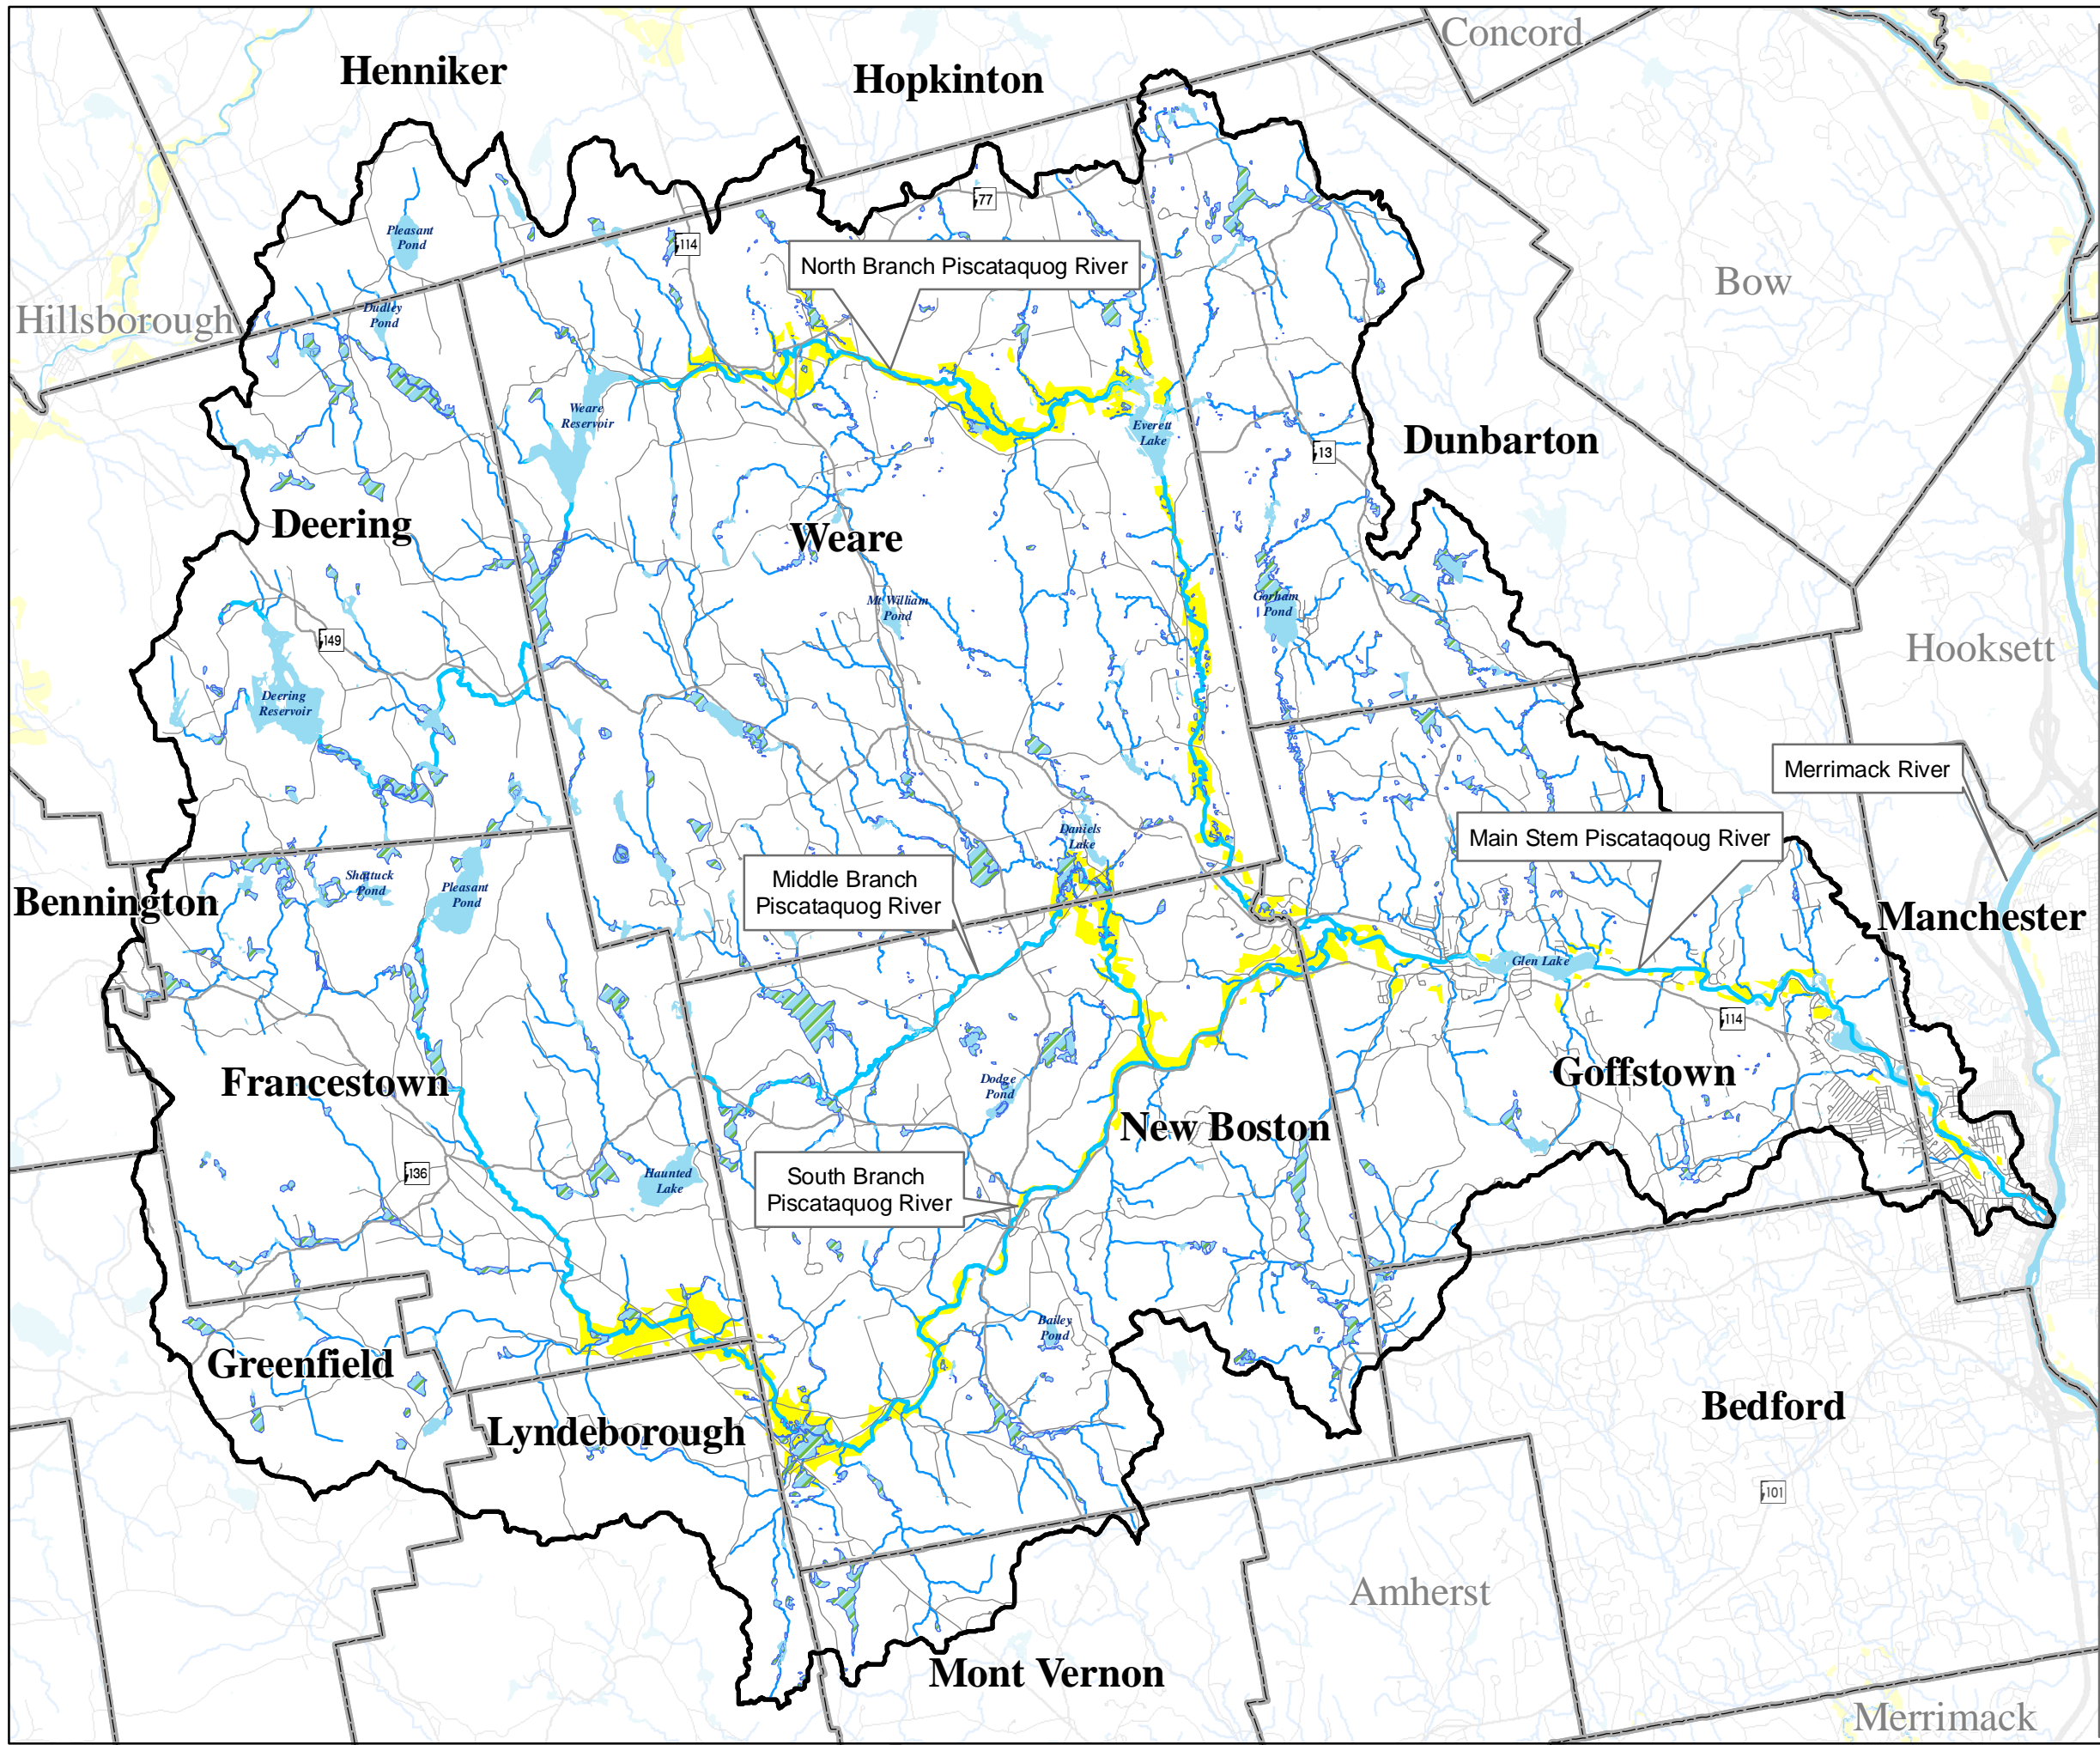 Concord
Henniker
Hopkinton
77
Pleasant
Pond
114
North Branch Piscataquog River
Bow
Hillsborough
Dudley
Pond
Weare
Reservoir
Everett
Lake
13
Dunbarton
Deering
Weare
Mt William
Pond
Gorham
Pond
149
Hooksett
Deering
Reservoir
Merrimack River
Daniels
Lake
Main Stem Piscataqoug River
Shattuck
Pond
Pleasant
Pond
Middle Branch
Piscataquog River
Bennington
Manchester
Glen Lake
114
Francestown
Dodge
Pond
Goffstown
New Boston
136
Haunted
Lake
South Branch
Piscataquog River
Bailey
Pond
Greenfield
Lyndeborough
Bedford
101
Amherst
Mont Vernon
Merrimack